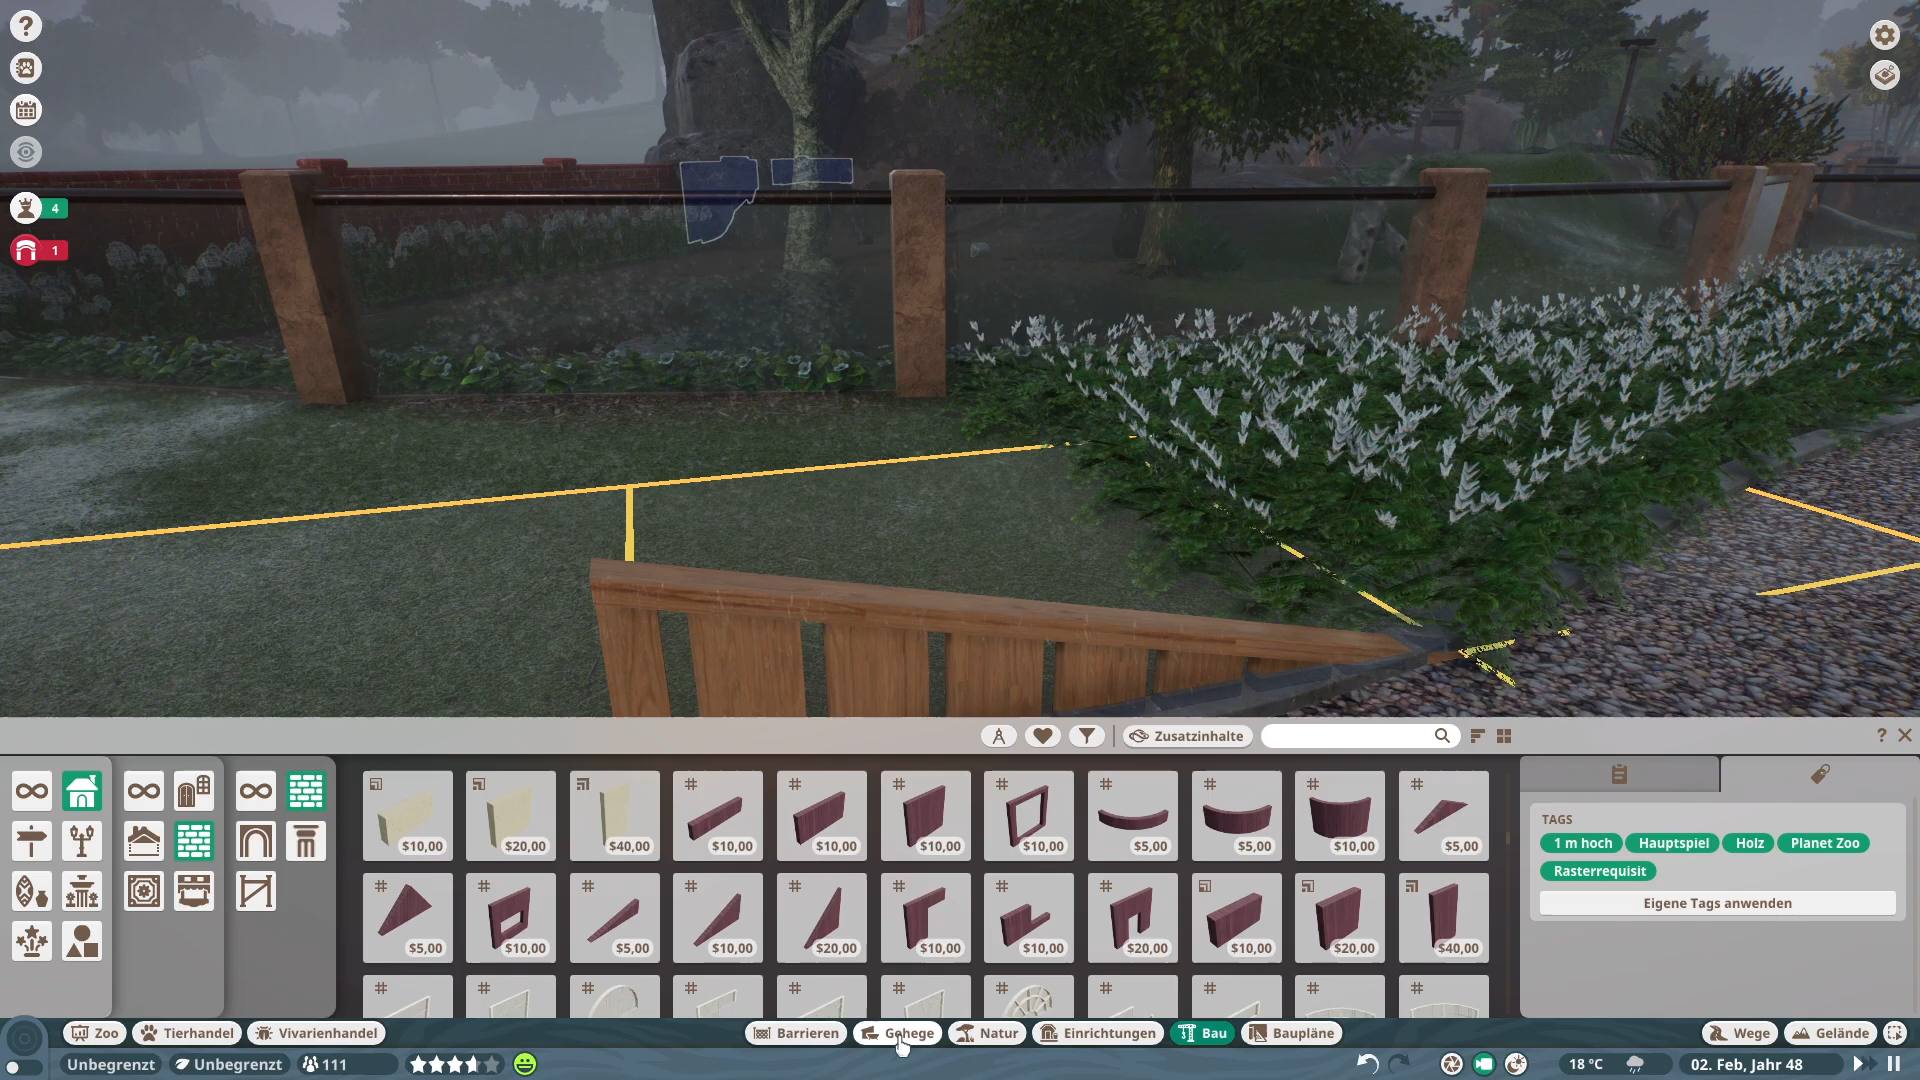 ?
4
1
Zusatzinhalte
?
$10,00
$20,00
$40,00
$10,00
$10,00
$10,00
$10,00
$5,00
$5,00
$10,00
$5,00
$5,00
$10,00
$5,00
$10,00
$20,00
$10,00
$10,00
$20,00
$10,00
$20,00
$40,00
TAGS
1 m hoch
Hauptspiel
Holz
Planet Zoo
Rasterrequisit
Eigene Tags anwenden
Zoo
Tierhandel
Vivarienhandel
Barrieren
Gehege
Natur
Einrichtungen
Bau
Baupläne
Wege
Gelände
Unbegrenzt
Unbegrenzt
111
18 °C
02. Feb, Jahr 48